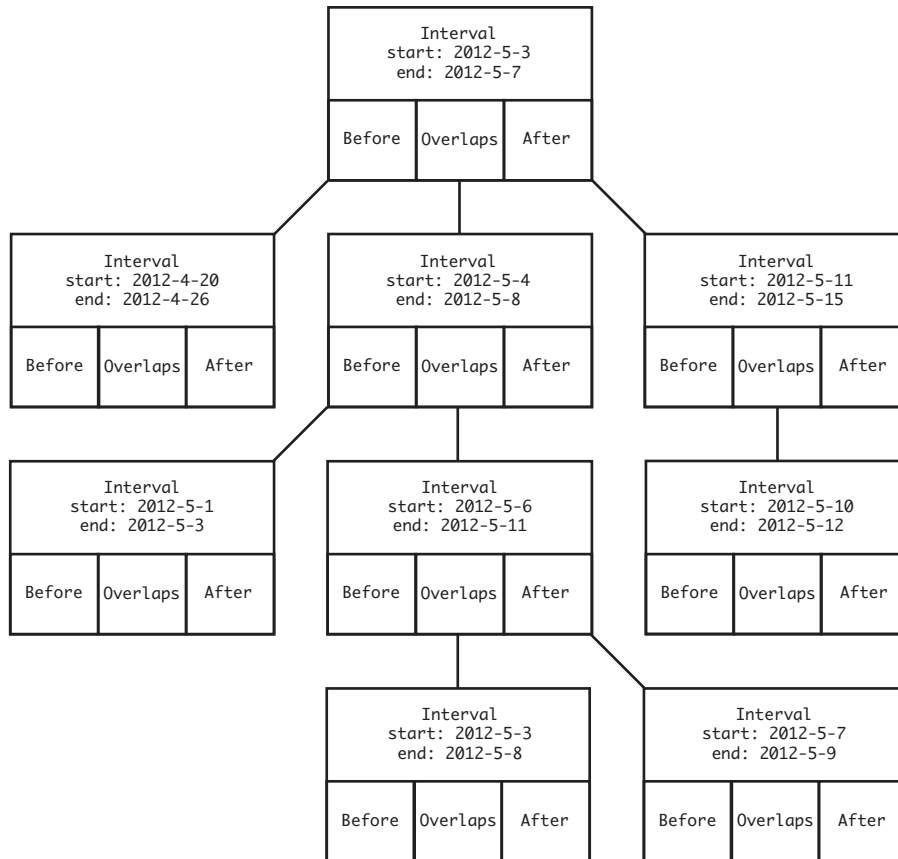 Interval
start: 2012-5-3
end: 2012-5-7
Before Overlaps After
Interval
start: 2012-4-20
end: 2012-4-26
Before Overlaps After
Interval
start: 2012-5-4
end: 2012-5-8
Before Overlaps After
Interval
start: 2012-5-11
end: 2012-5-15
Before Overlaps After
Interval
start: 2012-5-1
end: 2012-5-3
Before Overlaps After
Interval
start: 2012-5-6
end: 2012-5-11
Before Overlaps After
Interval
start: 2012-5-10
end: 2012-5-12
Before Overlaps After
Interval
start: 2012-5-3
end: 2012-5-8
Before Overlaps After
Interval
start: 2012-5-7
end: 2012-5-9
Before Overlaps After